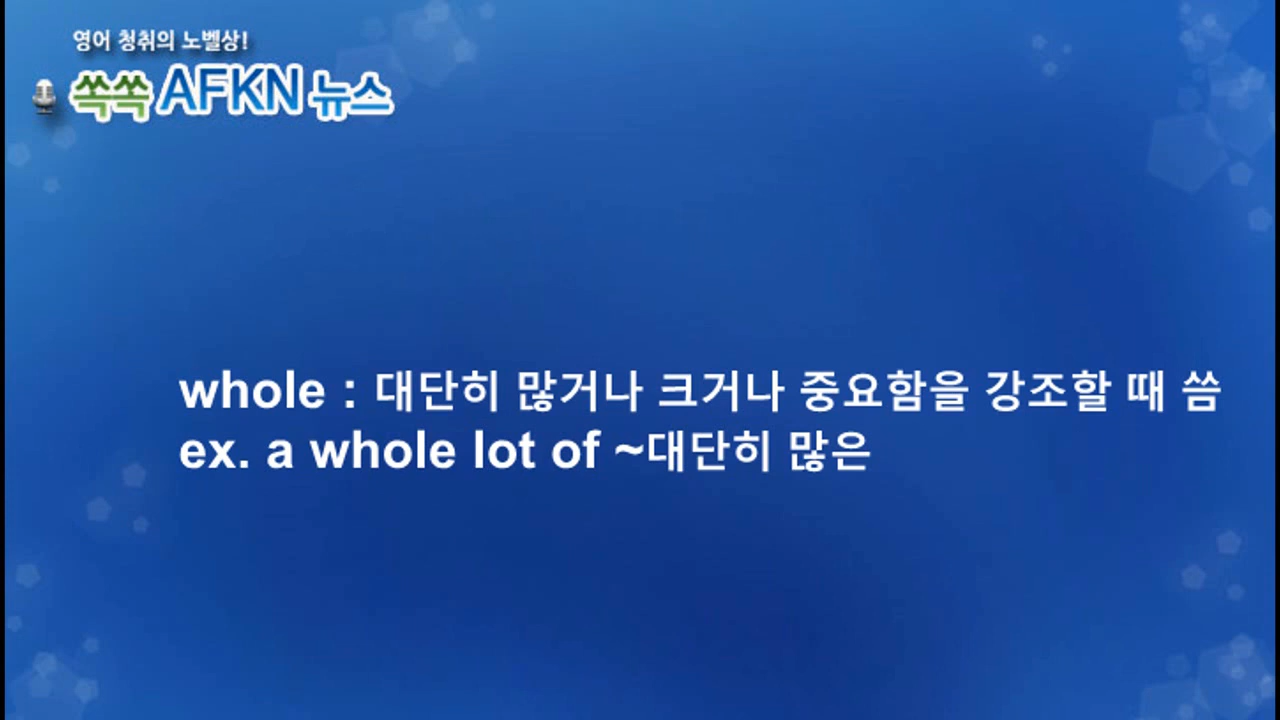 영어 청취의 노벨상!
쏙쏙 AFKN 뉴스
whole : 대단히 많거나 크거나 중요함을 강조할 때 씀
ex. a whole lot of ~대단히 많은